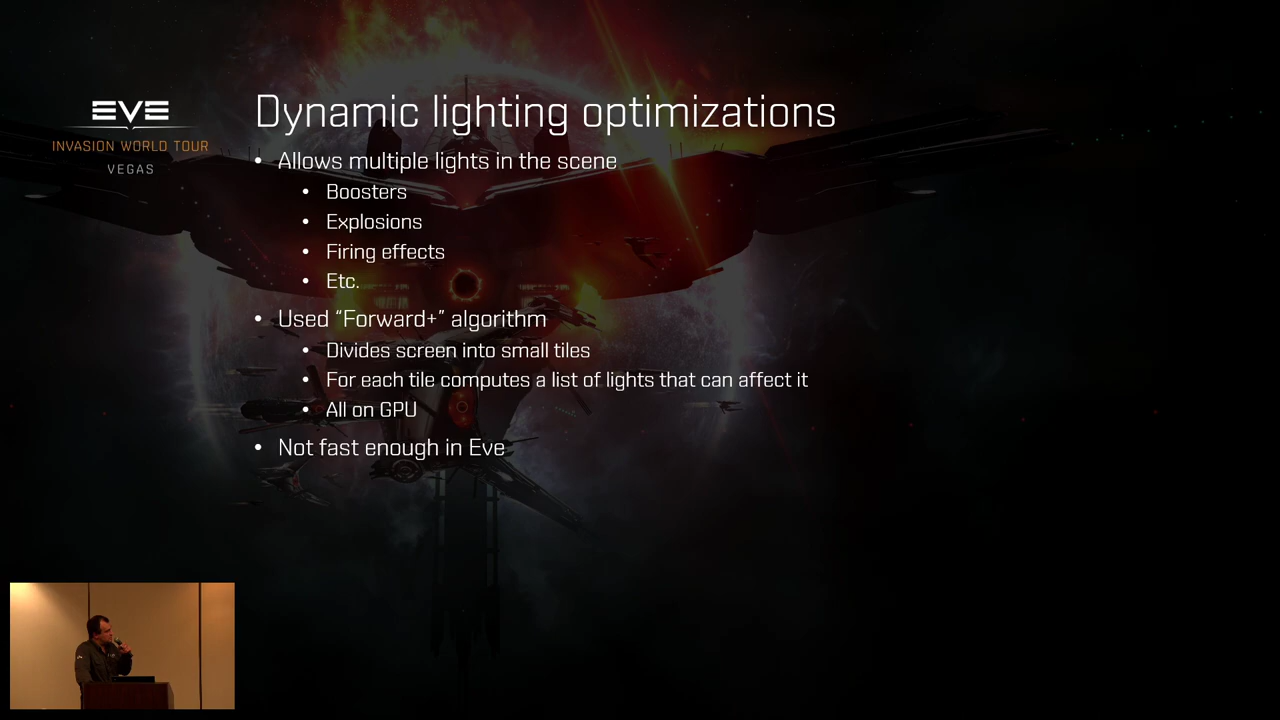 EVE
INVASION WORLD TOUR
VEGAS
Dynamic lighting optimizations
• Allows multiple lights in the scene
• Boosters
• Explosions
• Firing effects
• Etc.
• Used “Forward+” algorithm
• Divides screen into small tiles
• For each tile computes a list of lights that can affect it
• All on GPU
• Not fast enough in Eve